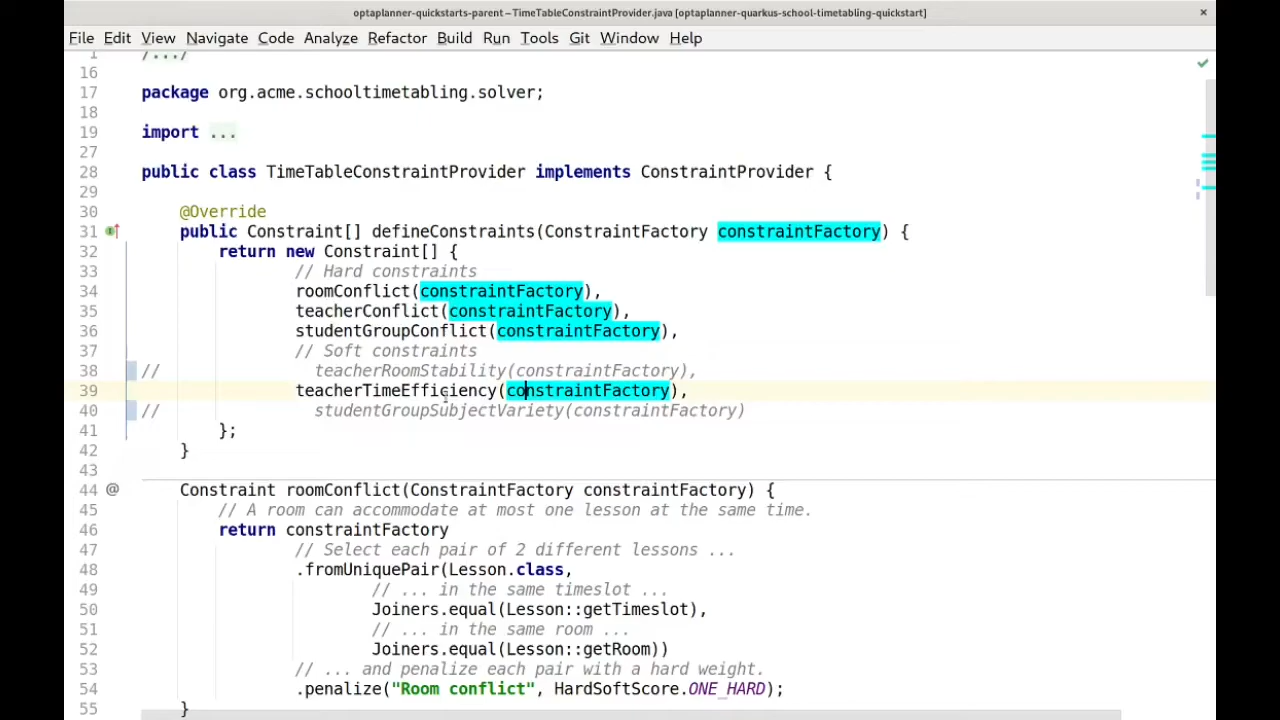 optaplanner-quickstarts-parent – TimeTableConstraintProvider.java [optaplanner-quarkus-school-timetabling-quickstart] ×
File Edit View Navigate Code Analyze Refactor Build Run Tools Git Window Help
1 /.../
16
17 package org.acme.schooltimetabling.solver;
18
19 import ...
27
28 public class TimeTableConstraintProvider implements ConstraintProvider {
29
30 @Override
31 public Constraint[] defineConstraints(ConstraintFactory constraintFactory) {
32 return new Constraint[] {
33 // Hard constraints
34 roomConflict(constraintFactory),
35 teacherConflict(constraintFactory),
36 studentGroupConflict(constraintFactory),
37 // Soft constraints
38 // teacherRoomStability(constraintFactory),
39 teacherTimeEfficiency(constraintFactory),
40 // studentGroupSubjectVariety(constraintFactory)
41 };
42 }
43
44 @ Constraint roomConflict(ConstraintFactory constraintFactory) {
45 // A room can accommodate at most one lesson at the same time.
46 return constraintFactory
47 // Select each pair of 2 different lessons ...
48 .fromUniquePair(Lesson.class,
49 // ... in the same timeslot ...
50 Joiners.equal(Lesson::getTimeslot),
51 // ... in the same room ...
52 Joiners.equal(Lesson::getRoom))
53 // ... and penalize each pair with a hard weight.
54 .penalize("Room conflict", HardSoftScore.ONE_HARD);
55 }